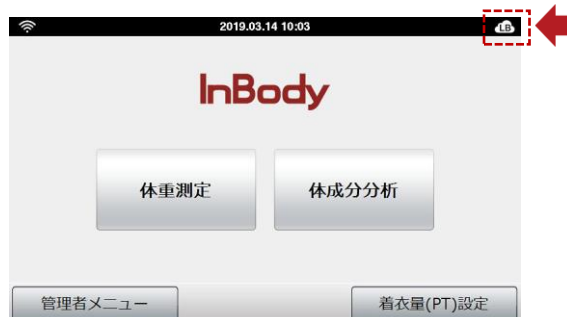 2019.03.14 10:03
LB
InBody
体重測定
体成分分析
管理者メニュー
着衣量(PT)設定